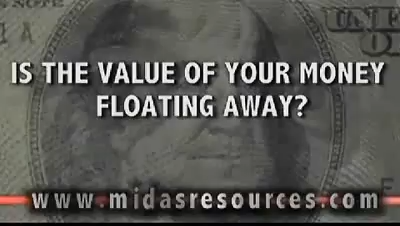 IS THE VALUE OF YOUR MONEY
FLOATING AWAY?
www.midasresources.com